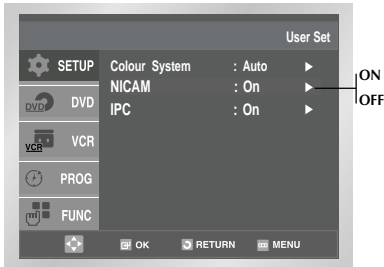 User Set
SETUP
DVD
DVD
VCR
VCR
PROG
FUNC
Colour System : Auto ►
NICAM : On ►
IPC : On ►
ON
OFF
OK RETURN MENU